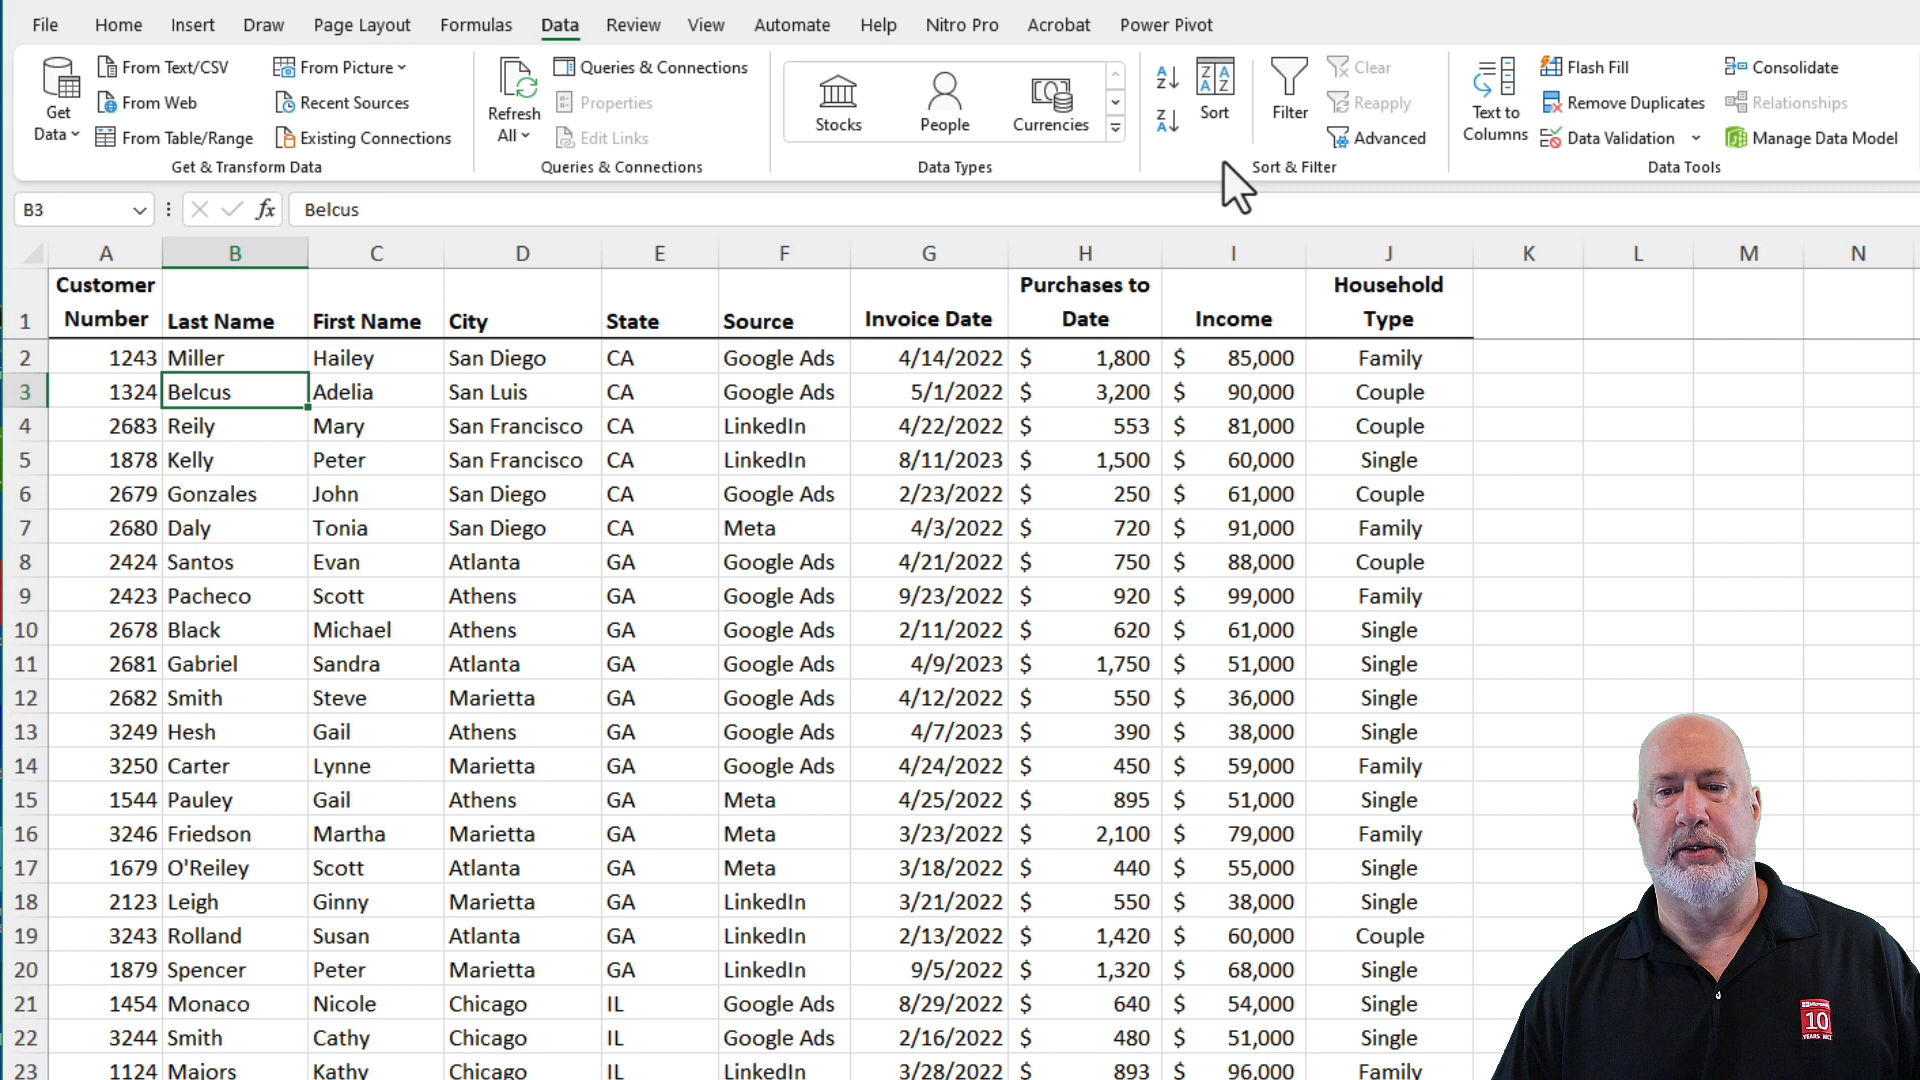 File Home Insert Draw Page Layout Formulas Data Review View Automate Help Nitro Pro Acrobat Power Pivot
Get Data
From Text/CSV
From Web
From Table/Range
From Picture
Recent Sources
Existing Connections
Get & Transform Data
Refresh All
Queries & Connections
Properties
Edit Links
Queries & Connections
Stocks
People
Currencies
Data Types
Sort
Filter
Clear
Reapply
Advanced
Sort & Filter
Text to Columns
Flash Fill
Remove Duplicates
Data Validation
Consolidate
Relationships
Manage Data Model
Data Tools
B3 fx Belcus
A B C D E F G H I J K L M N
1 Customer Number Last Name First Name City State Source Invoice Date Purchases to Date Income Household Type
2 1243 Miller Hailey San Diego CA Google Ads 4/14/2022 $ 1,800 $ 85,000 Family
3 1324 Belcus Adelia San Luis CA Google Ads 5/1/2022 $ 3,200 $ 90,000 Couple
4 2683 Reily Mary San Francisco CA LinkedIn 4/22/2022 $ 553 $ 81,000 Couple
5 1878 Kelly Peter San Francisco CA LinkedIn 8/11/2023 $ 1,500 $ 60,000 Single
6 2679 Gonzales John San Diego CA Google Ads 2/23/2022 $ 250 $ 61,000 Couple
7 2680 Daly Tonia San Diego CA Meta 4/3/2022 $ 720 $ 91,000 Family
8 2424 Santos Evan Atlanta GA Google Ads 4/21/2022 $ 750 $ 88,000 Couple
9 2423 Pacheco Scott Athens GA Google Ads 9/23/2022 $ 920 $ 99,000 Family
10 2678 Black Michael Athens GA Google Ads 2/11/2022 $ 620 $ 61,000 Single
11 2681 Gabriel Sandra Atlanta GA Google Ads 4/9/2023 $ 1,750 $ 51,000 Single
12 2682 Smith Steve Marietta GA Google Ads 4/12/2022 $ 550 $ 36,000 Single
13 3249 Hesh Gail Athens GA Google Ads 4/7/2023 $ 390 $ 38,000 Single
14 3250 Carter Lynne Marietta GA Google Ads 4/24/2022 $ 450 $ 59,000 Family
15 1544 Pauley Gail Athens GA Meta 4/25/2022 $ 895 $ 51,000 Single
16 3246 Friedson Martha Marietta GA Meta 3/23/2022 $ 2,100 $ 79,000 Family
17 1679 O'Reiley Scott Atlanta GA Meta 3/18/2022 $ 440 $ 55,000 Single
18 2123 Leigh Ginny Marietta GA LinkedIn 3/21/2022 $ 550 $ 38,000 Single
19 3243 Rolland Susan Atlanta GA LinkedIn 2/13/2022 $ 1,420 $ 60,000 Couple
20 1879 Spencer Peter Marietta GA LinkedIn 9/5/2022 $ 1,320 $ 68,000 Single
21 1454 Monaco Nicole Chicago IL Google Ads 8/29/2022 $ 640 $ 54,000 Single
22 3244 Smith Cathy Chicago IL Google Ads 2/16/2022 $ 480 $ 51,000 Single
23 1124 Majors Kathy Chicago IL LinkedIn 3/28/2022 $ 893 $ 96,000 Family
10